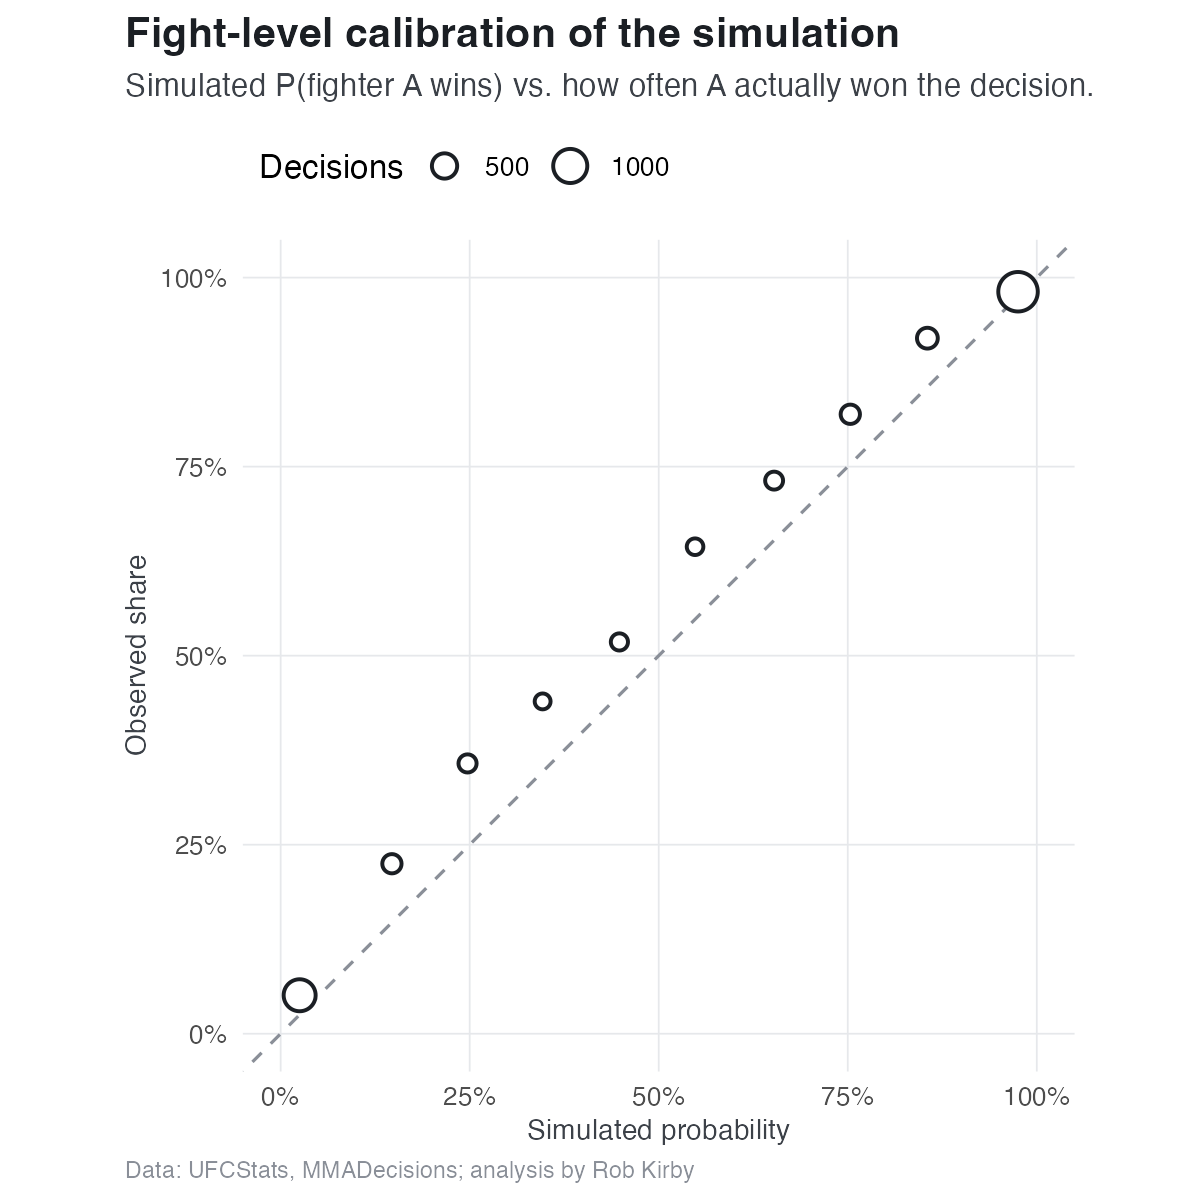 Fight-level calibration of the simulation
Simulated P(fighter A wins) vs. how often A actually won the decision.
Decisions 500 1000
100%
75%
50%
25%
0%
Observed share
0% 25% 50% 75% 100%
Simulated probability
Data: UFCStats, MMADecisions; analysis by Rob Kirby